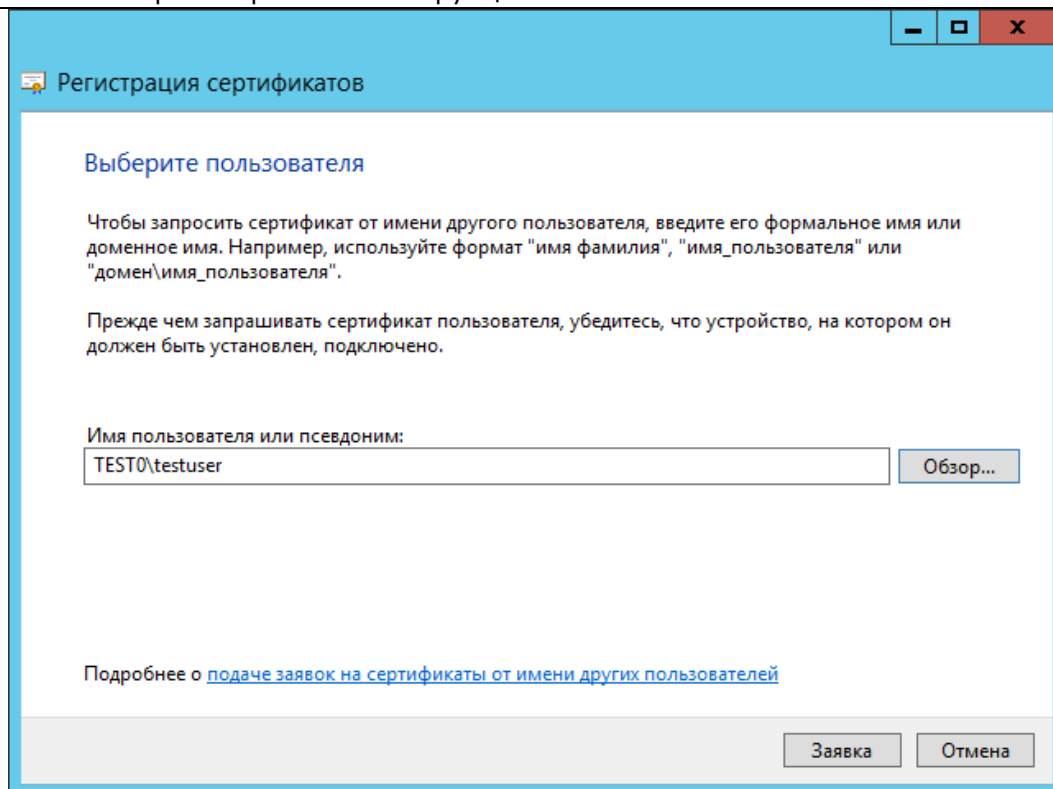 Регистрация сертификатов
Выберите пользователя
Чтобы запросить сертификат от имени другого пользователя, введите его формальное имя или
доменное имя. Например, используйте формат "имя фамилия", "имя_пользователя" или
"домен\имя_пользователя".
Прежде чем запрашивать сертификат пользователя, убедитесь, что устройство, на котором он
должен быть установлен, подключено.
Имя пользователя или псевдоним:
TEST0\testuser
Обзор...
Подробнее о подаче заявок на сертификаты от имени других пользователей
Заявка
Отмена